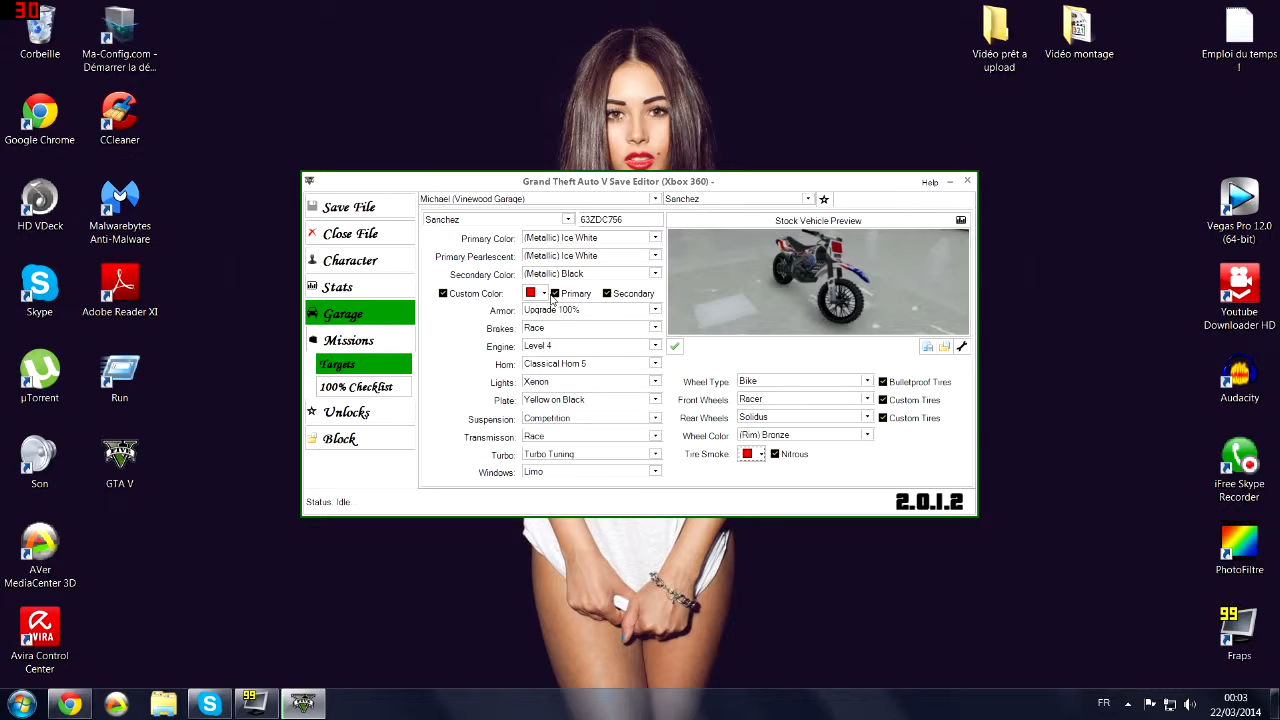 30
Corbeille
Ma-Config.com -
Démarrer la dé...
Vidéo prêt a
upload
Vidéo montage
Emploi du temps
!
Google Chrome
CCleaner
HD VDeck
Malwarebytes
Anti-Malware
Skype
Adobe Reader XI
µTorrent
Run
Son
GTA V
AVer
MediaCenter 3D
Avira Control
Center
AVIRA
Vegas Pro 12.0
(64-bit)
Youtube
Downloader HD
Audacity
iFree Skype
Recorder
PhotoFiltre
99
Fraps
Grand Theft Auto V Save Editor (Xbox 360) -
Help
Save File
Close File
Character
Stats
Garage
Missions
Targets
100% Checklist
Unlocks
Block
Michael (Vinewood Garage)
Sanchez
Sanchez
63ZDC756
Stock Vehicle Preview
Primary Color: (Metallic) Ice White
Primary Pearlescent: (Metallic) Ice White
Secondary Color: (Metallic) Black
Custom Color: Primary Secondary
Armor: Upgrade 100%
Brakes: Race
Engine: Level 4
Horn: Classical Horn 5
Lights: Xenon
Plate: Yellow on Black
Suspension: Competition
Transmisson: Race
Turbo: Turbo Tuning
Windows: Limo
Wheel Type: Bike Bulletproof Tires
Front Wheels: Racer Custom Tires
Rear Wheels: Solidus Custom Tires
Wheel Color: (Rim) Bronze
Tire Smoke: Nitrous
Status: Idle...
2.0.1.2
99
FR
00:03
22/03/2014